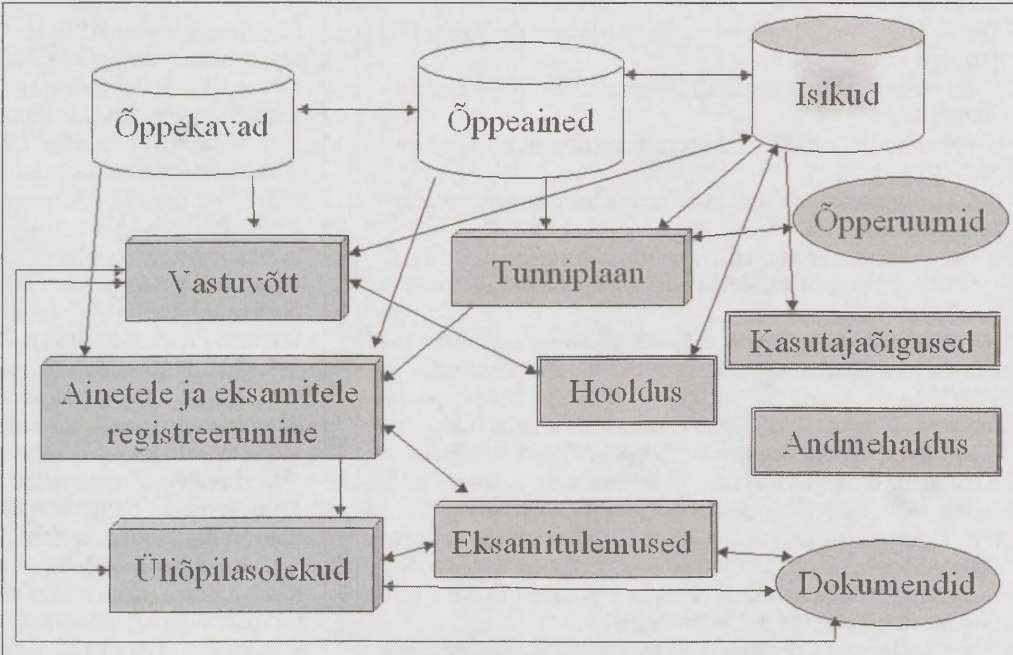 Õppekavad
Õppeained
Isikud
Õpperuumid
Vastuvõtt
Tunniplaan
Kasutajaõigused
Hooldus
Ainetele ja eksamitele
registreerumine
Andmehaldus
Eksamitulemused
Üliõpilasolekud
Dokumendid